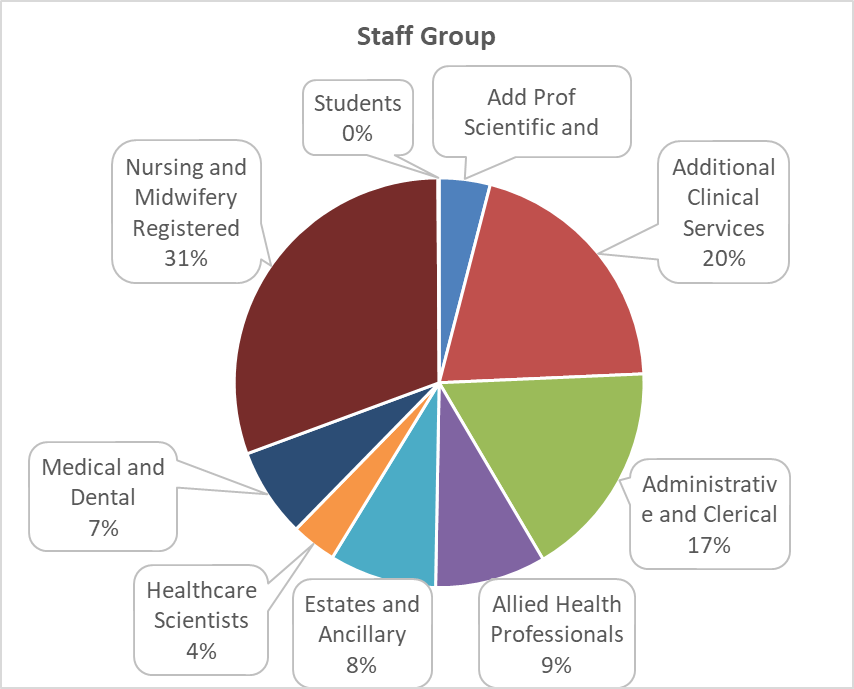 Staff Group
Students
0%
Add Prof
Scientific and
Additional
Clinical
Services
20%
Administrativ
e and Clerical
17%
Allied Health
Professionals
9%
Estates and
Ancillary
8%
Healthcare
Scientists
4%
Medical and
Dental
7%
Nursing and
Midwifery
Registered
31%